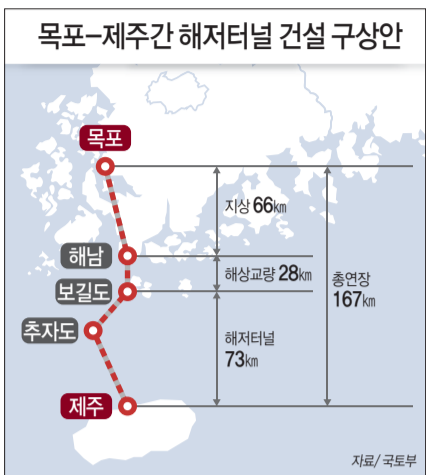 목포–제주간 해저터널 건설 구상안
목포
지상 66km
해남
해상교량 28km
보길도
총연장
167km
추자도
해저터널
73km
제주
자료/ 국토부